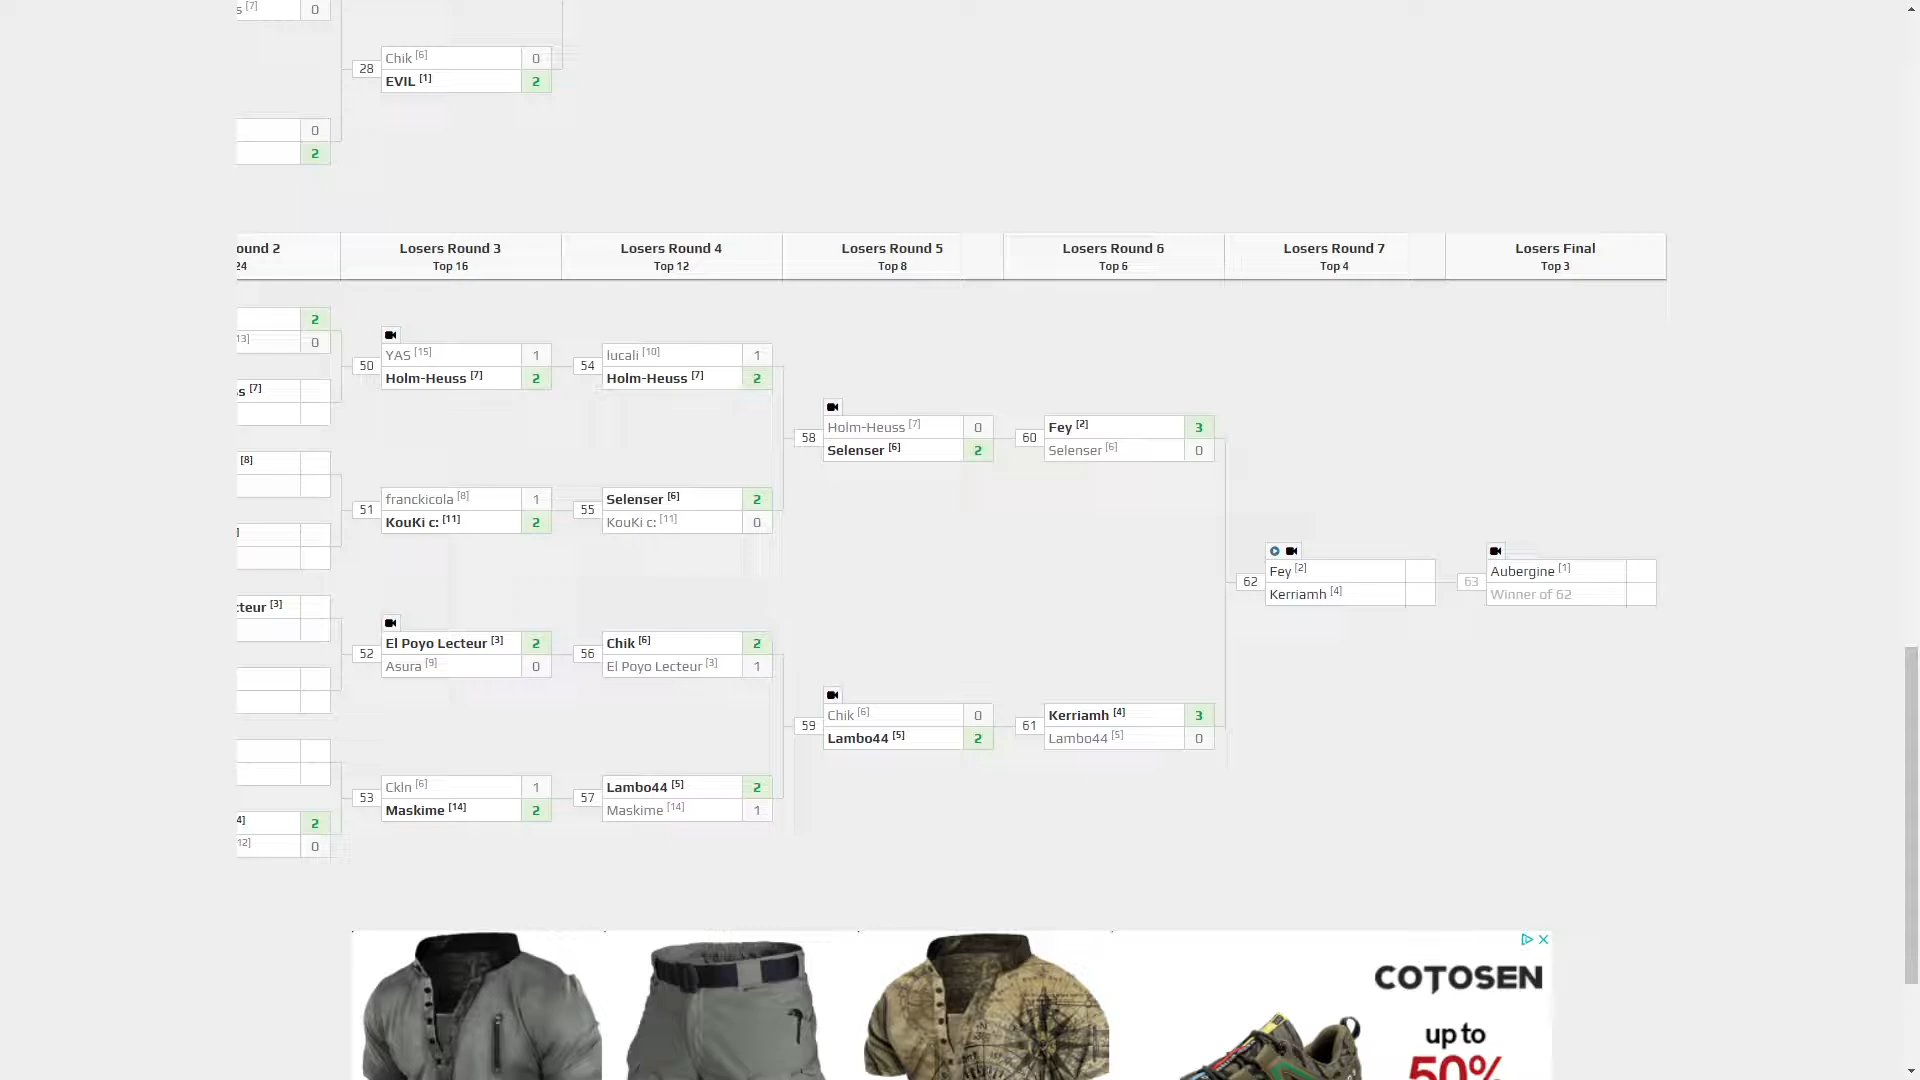 s [7] 0
28
Chik [6] 0
EVIL [1] 2
0
2
ound 2
24
Losers Round 3
Top 16
Losers Round 4
Top 12
Losers Round 5
Top 8
Losers Round 6
Top 6
Losers Round 7
Top 4
Losers Final
Top 3
2
13] 0
s [7]
[8]
]
cteur [3]
4] 2
12] 0
50
YAS [15] 1
Holm-Heuss [7] 2
51
franckicola [8] 1
KouKi c: [11] 2
52
El Poyo Lecteur [3] 2
Asura [9] 0
53
Ckln [6] 1
Maskime [14] 2
54
lucali [10] 1
Holm-Heuss [7] 2
55
Selenser [6] 2
KouKi c: [11] 0
56
Chik [6] 2
El Poyo Lecteur [3] 1
57
Lambo44 [5] 2
Maskime [14] 1
58
Holm-Heuss [7] 0
Selenser [6] 2
59
Chik [6] 0
Lambo44 [5] 2
60
Fey [2] 3
Selenser [6] 0
61
Kerriamh [4] 3
Lambo44 [5] 0
62
Fey [2]
Kerriamh [4]
63
Aubergine [1]
Winner of 62
COTOSEN
up to
50%